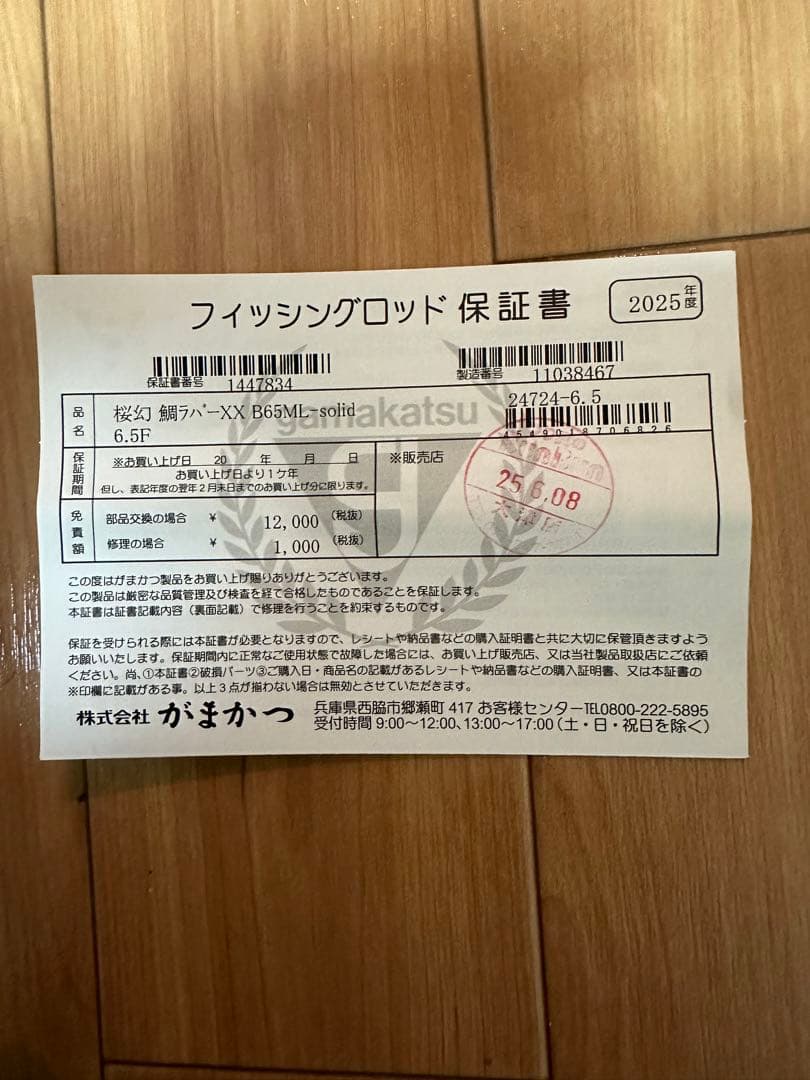 フィッシングロッド 保証書
2025年度
保証書番号 1447834
製造番号 11038467
品名
桜幻 鯛ラバーXX B65ML-solid
6.5F
24724-6.5
4549018706826
gamakatsu
保証期間
※お買い上げ日 20 年 月 日
お買い上げ日より1ケ年
但し、表記年度の翌年2月末日までのお買い上げ分に限ります。
※販売店
25.6.08
免責額
部品交換の場合 ¥ 12,000 (税抜)
修理の場合 ¥ 1,000 (税抜)
この度はがまかつ製品をお買い上げ賜りありがとうございます。
この製品は厳密な品質管理及び検査を経て合格したものであることを保証します。
本証書は証書記載内容（裏面記載）で修理を行うことを約束するものです。
保証を受けられる際には本証書が必要となりますので、レシートや納品書などの購入証明書と共に大切に保管頂きますよう
お願いいたします。保証期間内に正常なご使用状態で故障した場合には、お買い上げ販売店、又は当社製品取扱店にご依頼
ください。尚、①本証書②破損パーツ③ご購入日・商品名の記載があるレシートや納品書などの購入証明書、又は本証書の
※印欄に記載がある事。以上3点が揃わない場合は無効とさせていただきます。
株式会社 がまかつ
兵庫県西脇市郷瀬町 417 お客様センターTEL0800-222-5895
受付時間 9:00～12:00、13:00～17:00（土・日・祝日を除く）